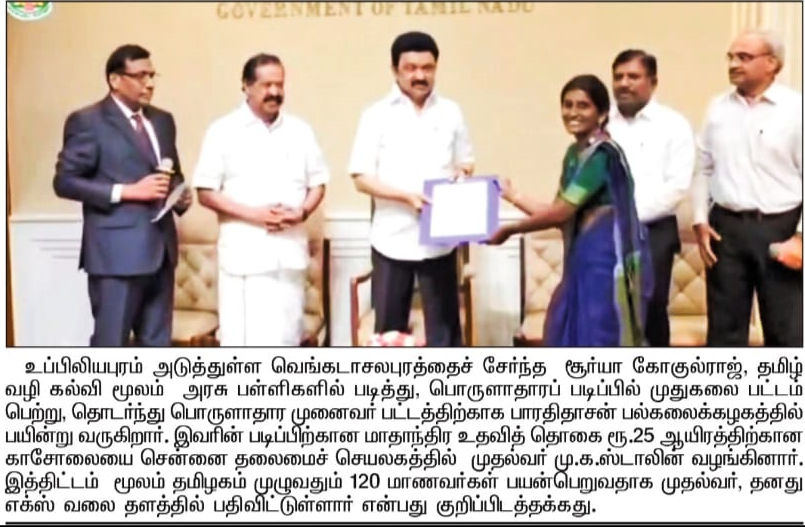 GOVERNMENT OF TAMIL NADU
உப்பிலியபுரம் அடுத்துள்ள வெங்கடாசலபுரத்தைச் சேர்ந்த சூர்யா கோகுல்ராஜ், தமிழ்
வழி கல்வி மூலம் அரசு பள்ளிகளில் படித்து, பொருளாதாரப் படிப்பில் முதுகலை பட்டம்
பெற்று, தொடர்ந்து பொருளாதார முனைவர் பட்டத்திற்காக பாரதிதாசன் பல்கலைக்கழகத்தில்
பயின்று வருகிறார். இவரின் படிப்பிற்கான மாதாந்திர உதவித் தொகை ரூ.25 ஆயிரத்திற்கான
காசோலையை சென்னை தலைமைச் செயலகத்தில் முதல்வர் மு.க.ஸ்டாலின் வழங்கினார்.
இத்திட்டம் மூலம் தமிழகம் முழுவதும் 120 மாணவர்கள் பயன்பெறுவதாக முதல்வர், தனது
எக்ஸ் வலை தளத்தில் பதிவிட்டுள்ளார் என்பது குறிப்பிடத்தக்கது.